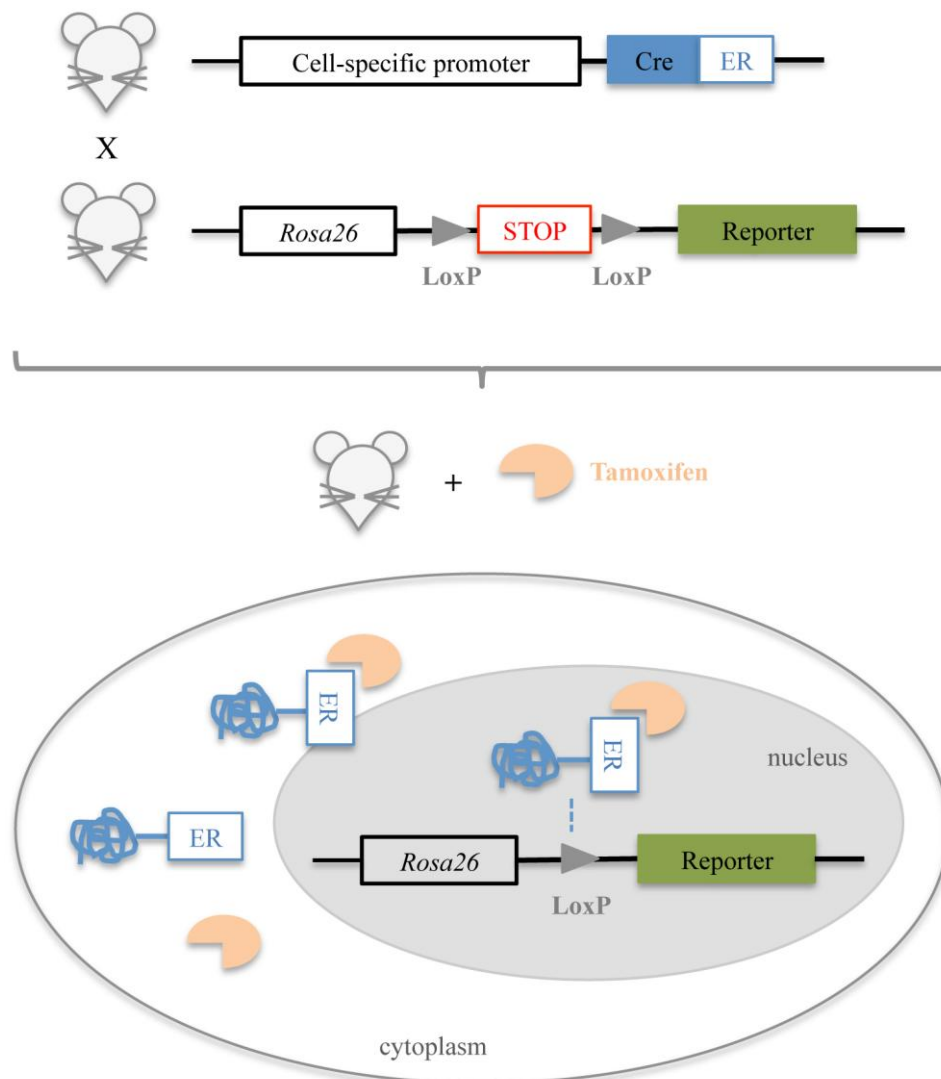 Cell-specific promoter Cre ER
X
Rosa26 STOP Reporter
LoxP LoxP
+ Tamoxifen
ER
ER
nucleus
ER
Rosa26 Reporter
LoxP
cytoplasm